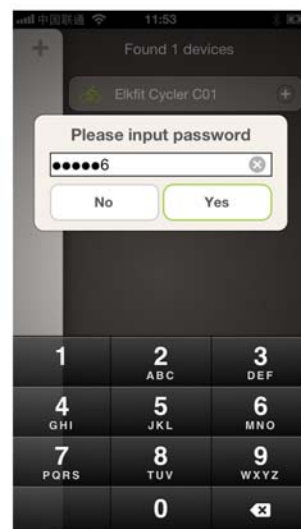 中国联通 11:53
Found 1 devices
Elkfit Cycler C01
Please input password
●●●●●6
No Yes
1 2 3
ABC DEF
4 5 6
GHI JKL MNO
7 8 9
PQRS TUV WXYZ
0